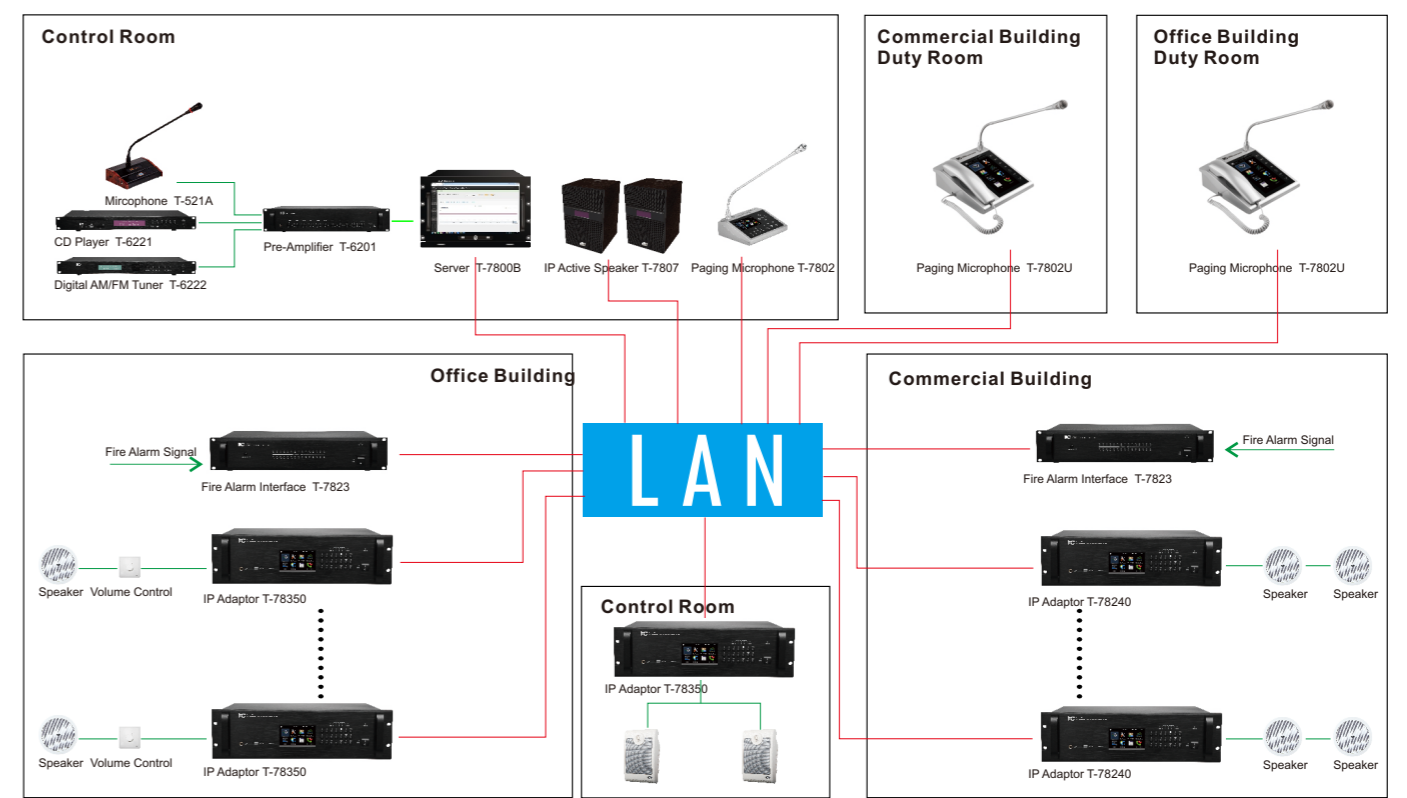 Control Room
Mircophone T-521A
CD Player T-6221
Digital AM/FM Tuner T-6222
Pre-Amplifier T-6201
Server T-7800B
IP Active Speaker T-7807
Paging Microphone T-7802
Commercial Building
Duty Room
Paging Microphone T-7802U
Office Building
Duty Room
Paging Microphone T-7802U
Office Building
Fire Alarm Signal
Fire Alarm Interface T-7823
Speaker
Volume Control
IP Adaptor T-78350
Speaker
Volume Control
IP Adaptor T-78350
LAN
Control Room
IP Adaptor T-78350
Commercial Building
Fire Alarm Signal
Fire Alarm Interface T-7823
IP Adaptor T-78240
Speaker
Speaker
IP Adaptor T-78240
Speaker
Speaker